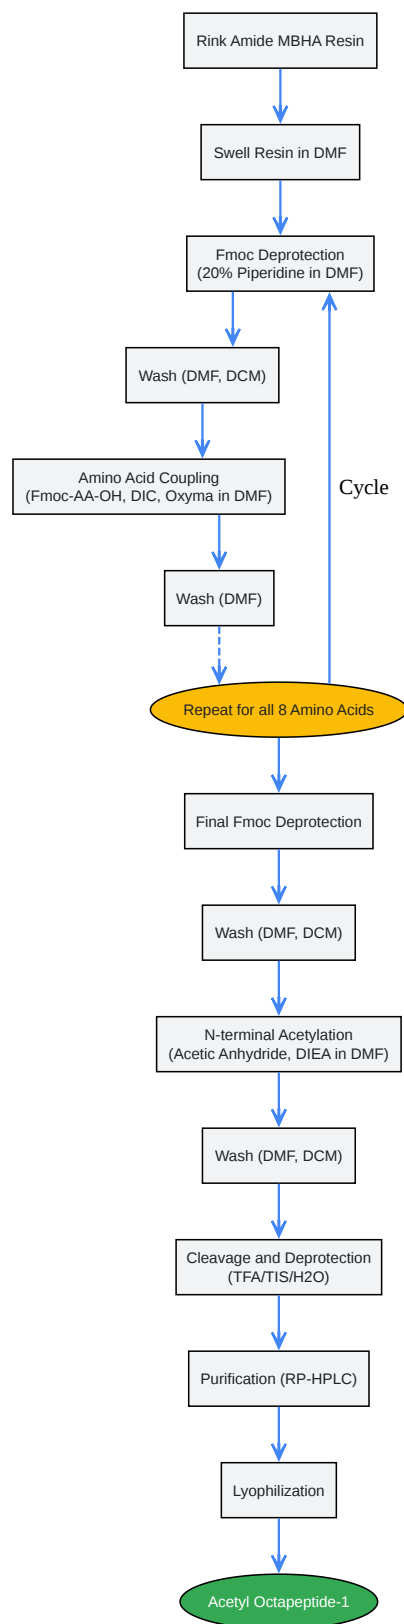 Rink Amide MBHA Resin
Swell Resin in DMF
Fmoc Deprotection
(20% Piperidine in DMF)
Wash (DMF, DCM)
Amino Acid Coupling
(Fmoc-AA-OH, DIC, Oxyma in DMF)
Cycle
Wash (DMF)
Repeat for all 8 Amino Acids
Final Fmoc Deprotection
Wash (DMF, DCM)
N-terminal Acetylation
(Acetic Anhydride, DIEA in DMF)
Wash (DMF, DCM)
Cleavage and Deprotection
(TFA/TIS/H2O)
Purification (RP-HPLC)
Lyophilization
Acetyl Octapeptide-1